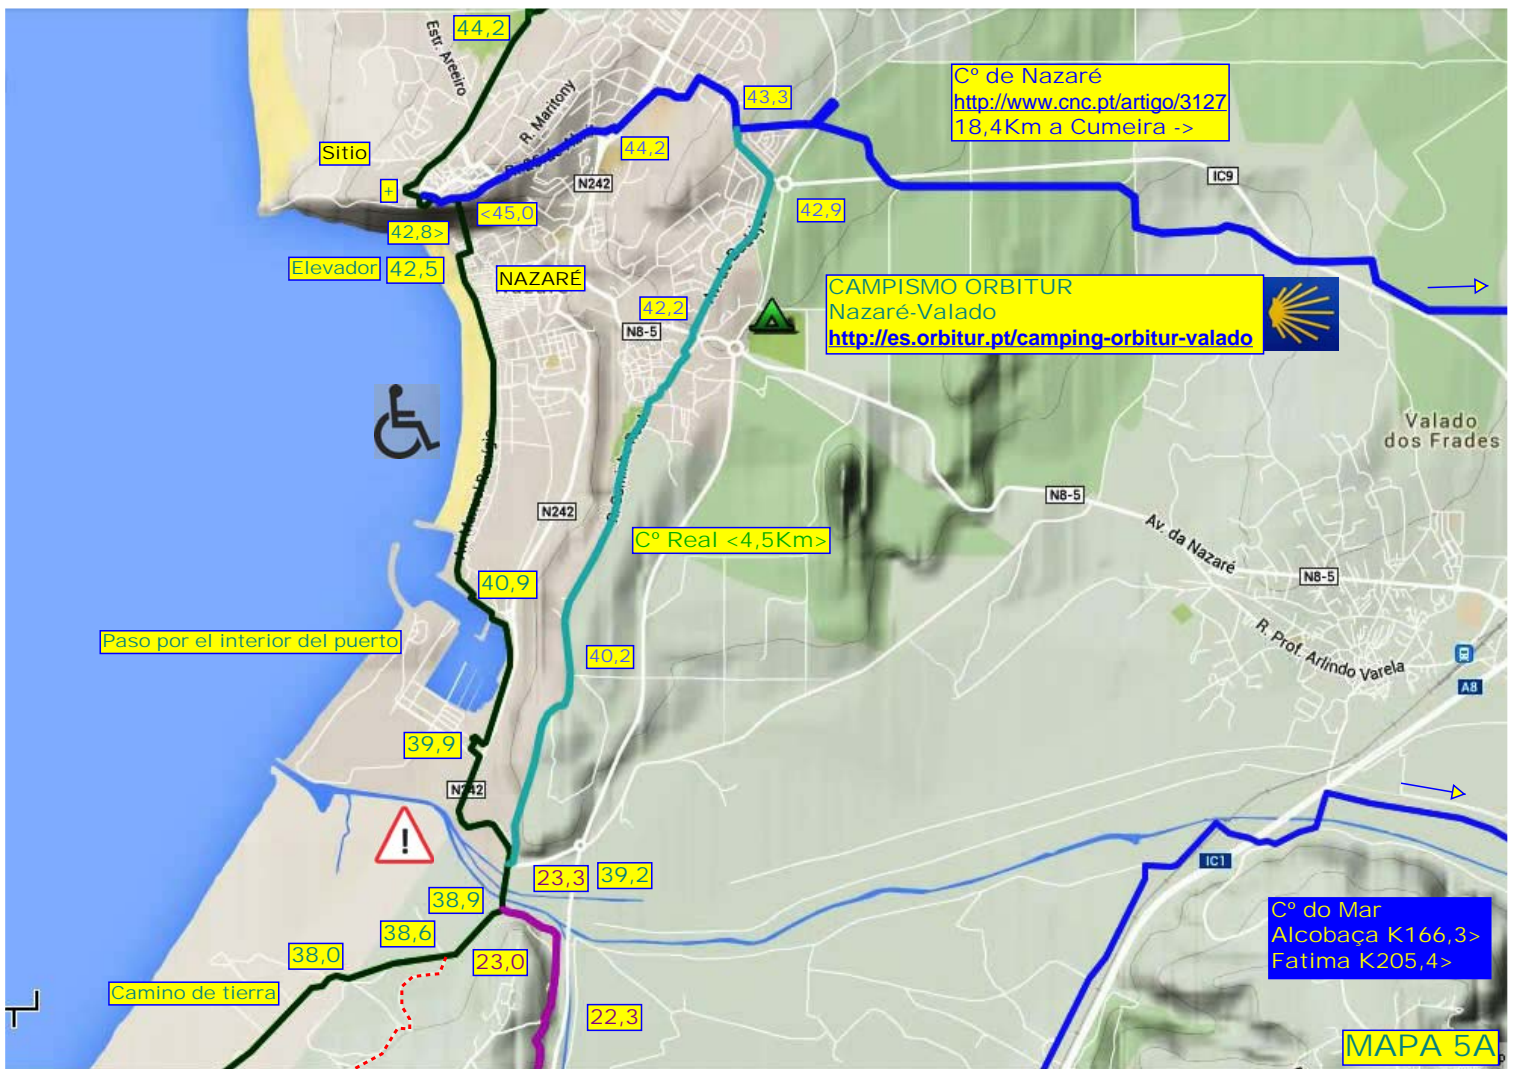 44,2
Estr. Areeiro
R. Maritony
43,3
Cº de Nazaré
http://www.cnc.pt/artigo/3127
18,4Km a Cumeira ->
Sitio
44,2
N242
IC9
+
<45,0
42,9
42,8>
Elevador
42,5
NAZARÉ
CAMPISMO ORBITUR
Nazaré-Valado
http://es.orbitur.pt/camping-orbitur-valado
42,2
N8-5
Valado
dos Frades
N8-5
N242
Av. da Nazaré
Cº Real <4,5Km>
N8-5
40,9
Paso por el interior del puerto
R. Prof. Arlindo Varela
40,2
A8
39,9
N242
!
IC1
23,3
39,2
38,9
38,6
38,0
23,0
Cº do Mar
Alcobaça K166,3>
Fatima K205,4>
Camino de tierra
22,3
MAPA 5A